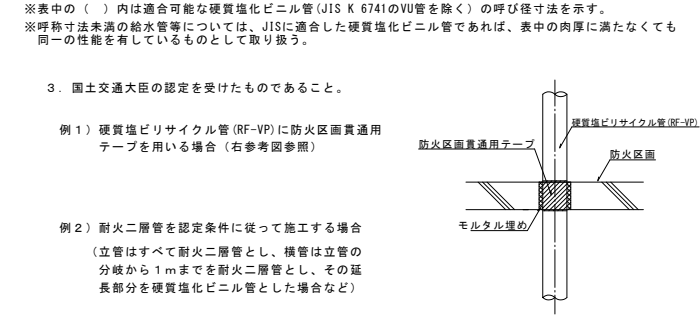 ※表中の（　）内は適合可能な硬質塩化ビニル管(JIS K 6741のVU管を除く）の呼び径寸法を示す。
※呼称寸法未満の給水管等については、JISに適合した硬質塩化ビニル管であれば、表中の肉厚に満たなくても
同一の性能を有しているものとして取り扱う。
３．国土交通大臣の認定を受けたものであること。
例１）硬質塩ビリサイクル管(RF-VP)に防火区画貫通用
テープを用いる場合（右参考図参照）
硬質塩ビリサイクル管(RF-VP)
防火区画貫通用テープ
防火区画
モルタル埋め
例２）耐火二層管を認定条件に従って施工する場合
（立管はすべて耐火二層管とし、横管は立管の
分岐から１ｍまでを耐火二層管とし、その延
長部分を硬質塩化ビニル管とした場合など）